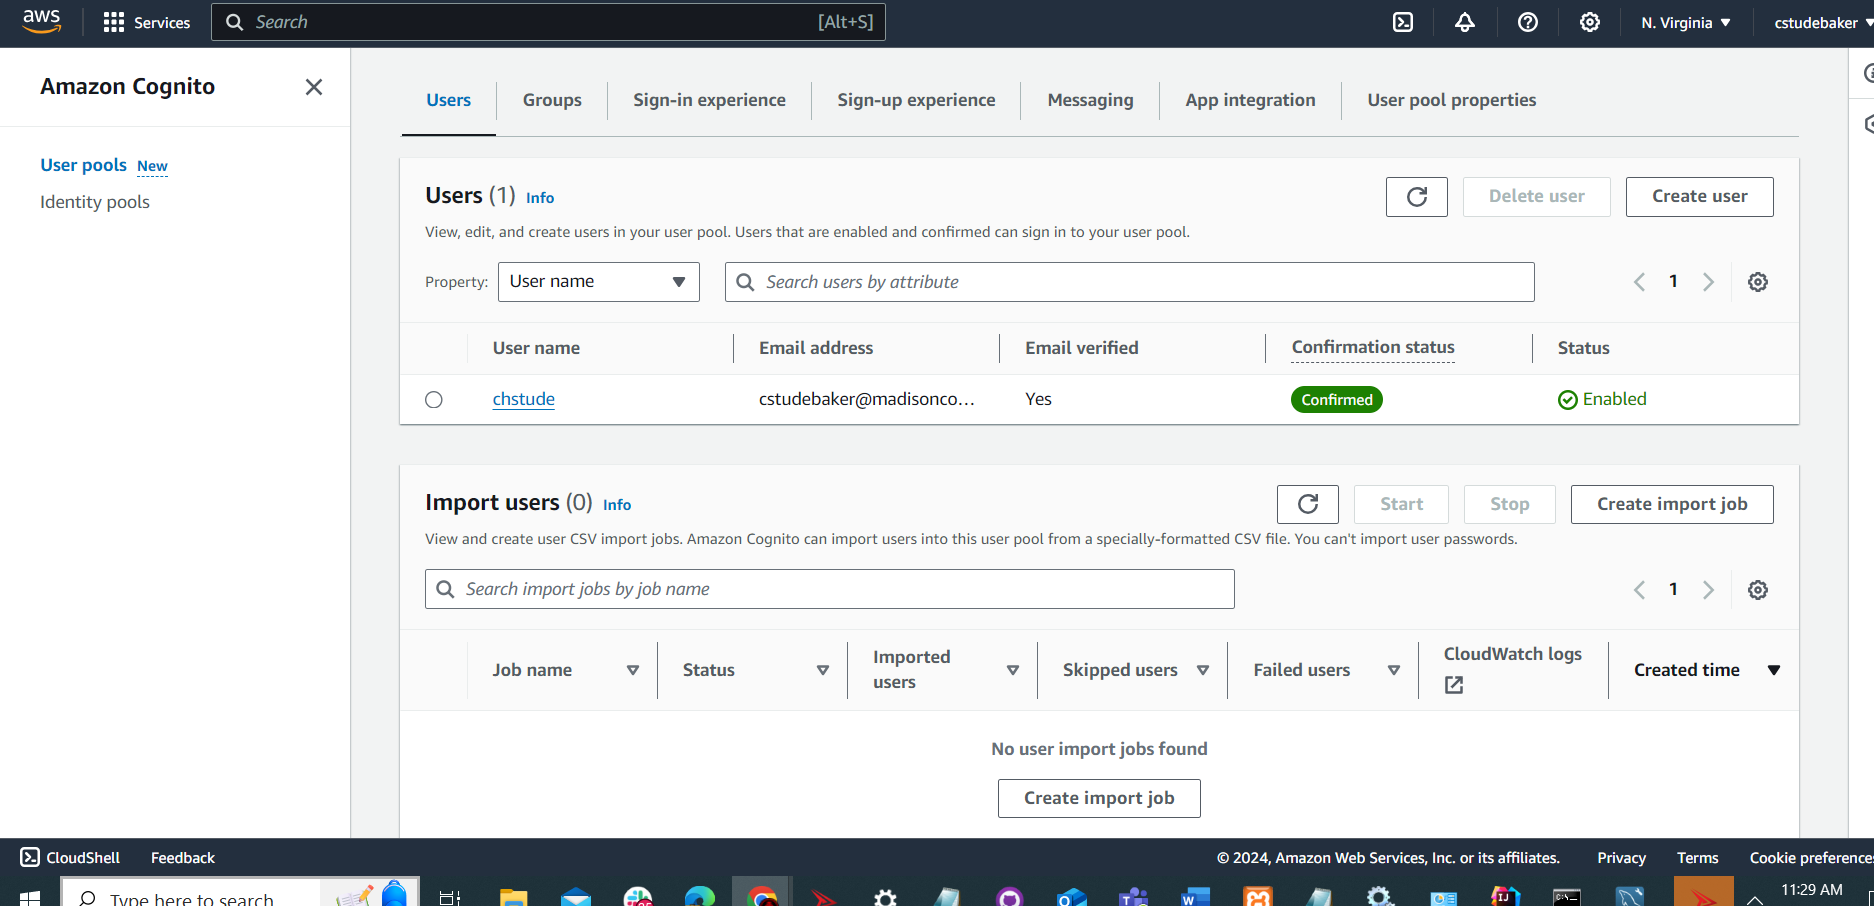 aws
Services
Search
[Alt+S]
N. Virginia
cstudebaker
Amazon Cognito
User pools New
Identity pools
Users
Groups
Sign-in experience
Sign-up experience
Messaging
App integration
User pool properties
Users (1) Info
Delete user
Create user
View, edit, and create users in your user pool. Users that are enabled and confirmed can sign in to your user pool.
Property:
User name
Search users by attribute
1
User name
Email address
Email verified
Confirmation status
Status
chstude
cstudebaker@madisonco...
Yes
Confirmed
Enabled
Import users (0) Info
Start
Stop
Create import job
View and create user CSV import jobs. Amazon Cognito can import users into this user pool from a specially-formatted CSV file. You can't import user passwords.
Search import jobs by job name
1
Job name
Status
Imported
users
Skipped users
Failed users
CloudWatch logs
Created time
No user import jobs found
Create import job
CloudShell
Feedback
© 2024, Amazon Web Services, Inc. or its affiliates.
Privacy
Terms
Cookie preferences
Type here to search
11:29 AM